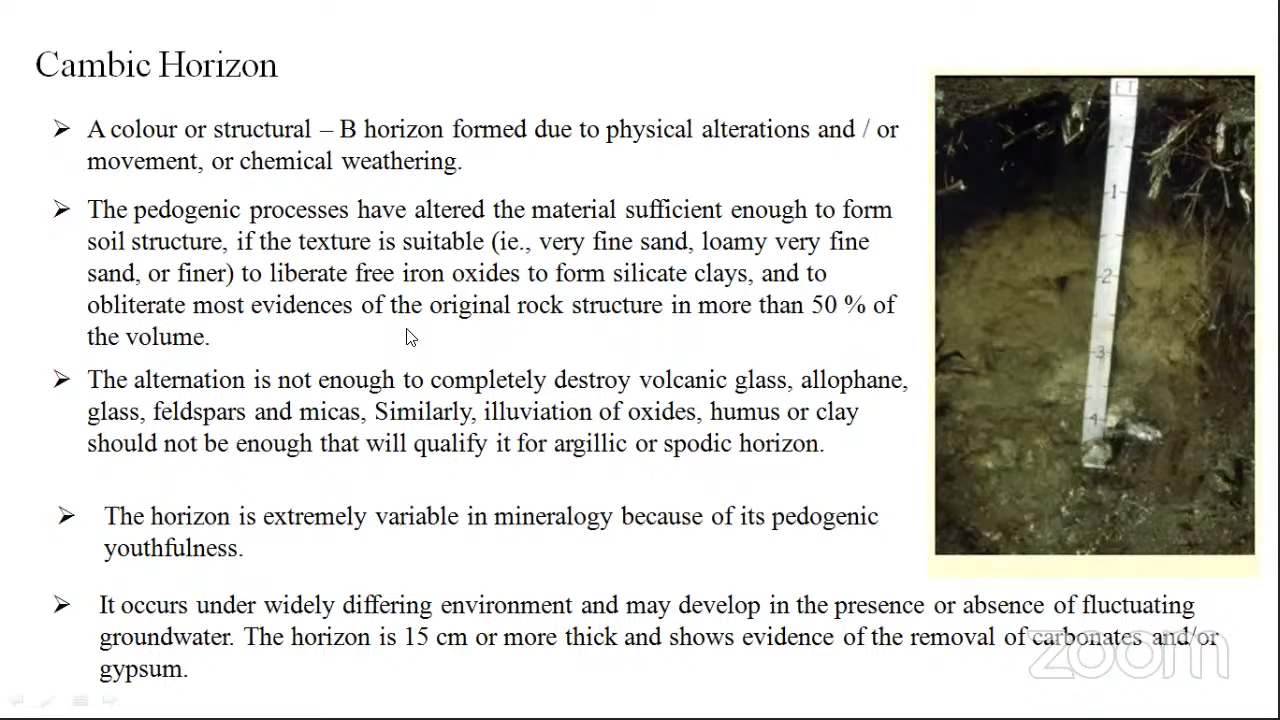 Cambic Horizon
➢ A colour or structural – B horizon formed due to physical alterations and / or
movement, or chemical weathering.
➢ The pedogenic processes have altered the material sufficient enough to form
soil structure, if the texture is suitable (ie., very fine sand, loamy very fine
sand, or finer) to liberate free iron oxides to form silicate clays, and to
obliterate most evidences of the original rock structure in more than 50 % of
the volume.
➢ The alternation is not enough to completely destroy volcanic glass, allophane,
glass, feldspars and micas, Similarly, illuviation of oxides, humus or clay
should not be enough that will qualify it for argillic or spodic horizon.
➢ The horizon is extremely variable in mineralogy because of its pedogenic
youthfulness.
➢ It occurs under widely differing environment and may develop in the presence or absence of fluctuating
groundwater. The horizon is 15 cm or more thick and shows evidence of the removal of carbonates and/or
gypsum.
FT
1
2
3
4
zoom